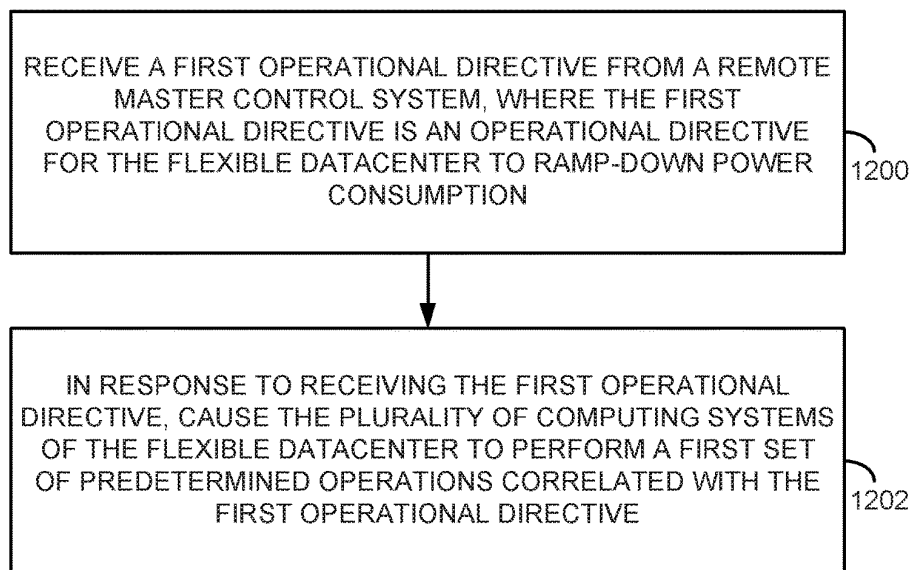 RECEIVE A FIRST OPERATIONAL DIRECTIVE FROM A REMOTE
MASTER CONTROL SYSTEM, WHERE THE FIRST
OPERATIONAL DIRECTIVE IS AN OPERATIONAL DIRECTIVE
FOR THE FLEXIBLE DATACENTER TO RAMP-DOWN POWER
CONSUMPTION
1200
IN RESPONSE TO RECEIVING THE FIRST OPERATIONAL
DIRECTIVE, CAUSE THE PLURALITY OF COMPUTING SYSTEMS
OF THE FLEXIBLE DATACENTER TO PERFORM A FIRST SET
OF PREDETERMINED OPERATIONS CORRELATED WITH THE
FIRST OPERATIONAL DIRECTIVE
1202